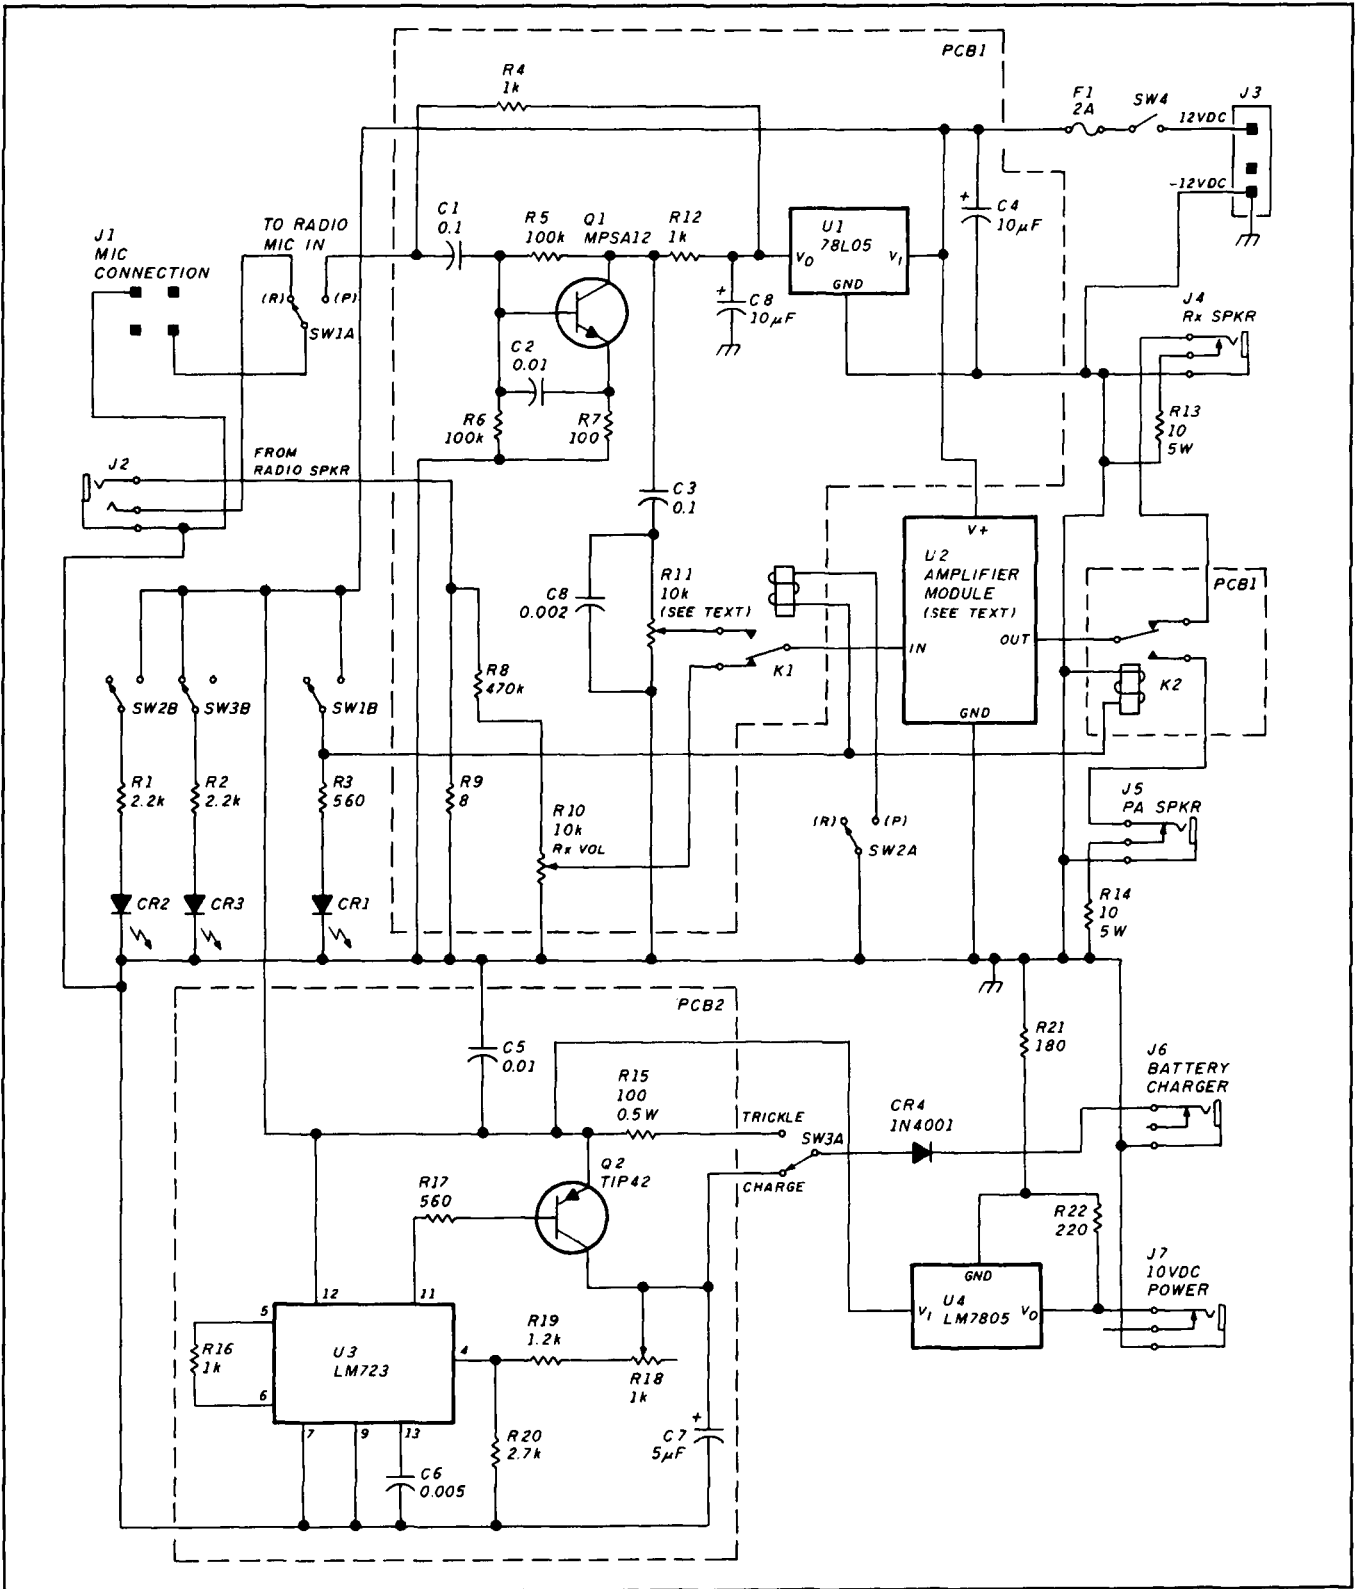 PCB1
R4
1k
F1
2A
SW4
J3
12VDC
-12VDC
C1
0.1
R5
100k
Q1
MPSA12
R12
1k
U1
78L05
VO
VI
GND
+
C4
10µF
TO RADIO
MIC IN
J1
MIC
CONNECTION
(R)
(P)
SW1A
+
C8
10µF
J4
Rx SPKR
C2
0.01
R6
100k
R7
100
R13
10
5W
J2
FROM
RADIO SPKR
C3
0.1
V+
U2
AMPLIFIER
MODULE
(SEE TEXT)
IN
OUT
GND
PCB1
C8
0.002
R11
10k
(SEE TEXT)
K1
K2
R8
470k
SW2B
SW3B
SW1B
R1
2.2k
R2
2.2k
R3
560
R9
8
R10
10k
Rx VOL
(R)
(P)
SW2A
J5
PA SPKR
R14
10
5W
CR2
CR3
CR1
PCB2
C5
0.01
R21
180
J6
BATTERY
CHARGER
R15
100
0.5W
TRICKLE
SW3A
CHARGE
CR4
1N4001
Q2
TIP42
R17
560
R22
220
J7
10VDC
POWER
GND
U4
LM7805
VI
VO
12
11
5
6
4
7
9
13
U3
LM723
R16
1k
R19
1.2k
R18
1k
R20
2.7k
C6
0.005
+
C7
5µF